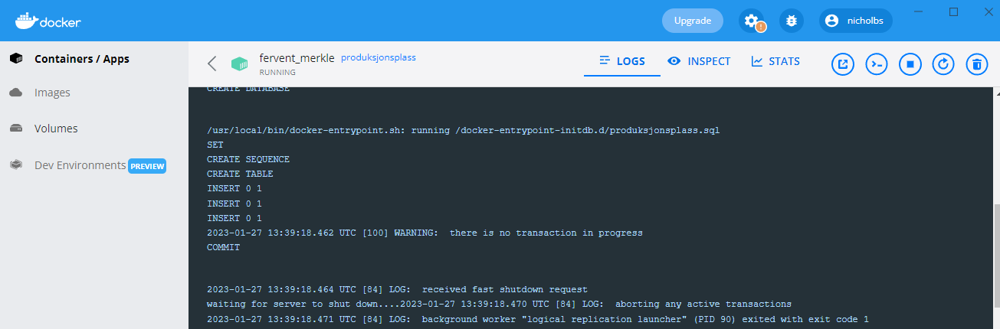 docker
Upgrade
!
nicholbs
Containers / Apps
Images
Volumes
Dev Environments PREVIEW
fervent_merkle produksjonsplass
RUNNING
LOGS
INSPECT
STATS
CREATE DATABASE
/usr/local/bin/docker-entrypoint.sh: running /docker-entrypoint-initdb.d/produksjonsplass.sql
SET
CREATE SEQUENCE
CREATE TABLE
INSERT 0 1
INSERT 0 1
INSERT 0 1
2023-01-27 13:39:18.462 UTC [100] WARNING:  there is no transaction in progress
COMMIT
2023-01-27 13:39:18.464 UTC [84] LOG:  received fast shutdown request
waiting for server to shut down....2023-01-27 13:39:18.470 UTC [84] LOG:  aborting any active transactions
2023-01-27 13:39:18.471 UTC [84] LOG:  background worker "logical replication launcher" (PID 90) exited with exit code 1